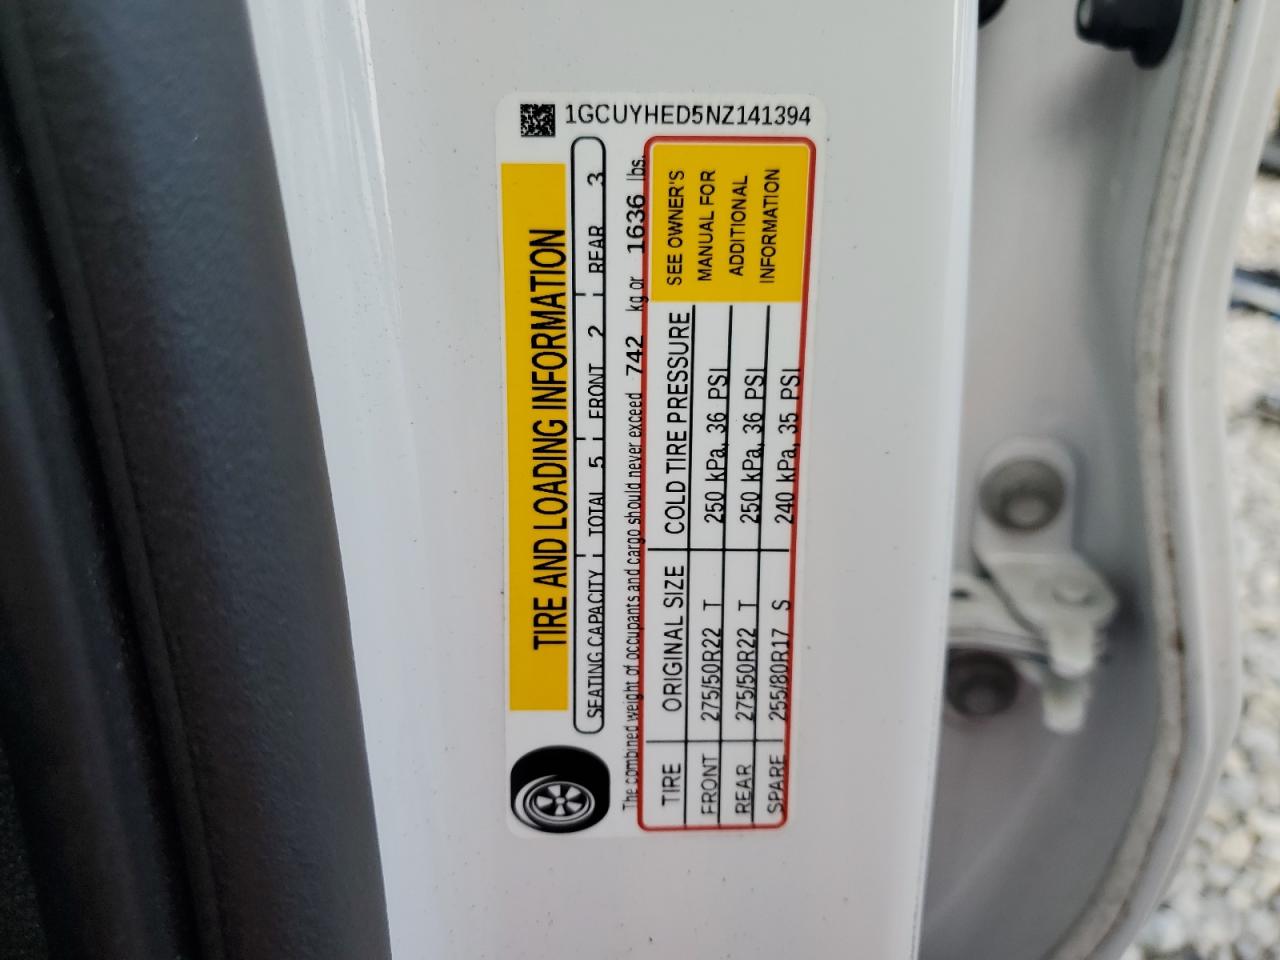 1GCUYHED5NZ141394
TIRE AND LOADING INFORMATION
SEATING CAPACITY TOTAL 5 FRONT 2 REAR 3
The combined weight of occupants and cargo should never exceed 742 kg or 1636 lbs.
TIRE ORIGINAL SIZE COLD TIRE PRESSURE
FRONT 275/50R22 T 250 kPa, 36 PSI
REAR 275/50R22 T 250 kPa, 36 PSI
SPARE 255/80R17 S 240 kPa, 35 PSI
SEE OWNER'S
MANUAL FOR
ADDITIONAL
INFORMATION